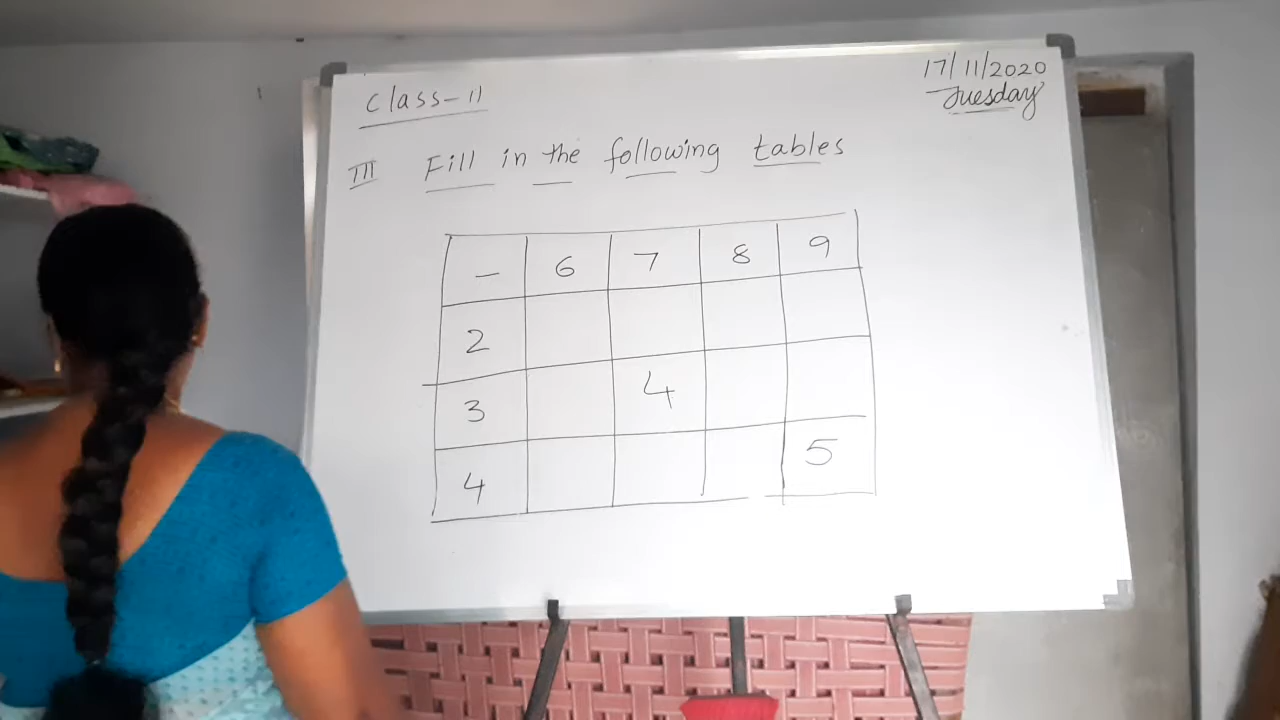 17/11/2020
Tuesday
Class-II
III Fill in the following tables
- 6 7 8 9
2
3 4
4 5